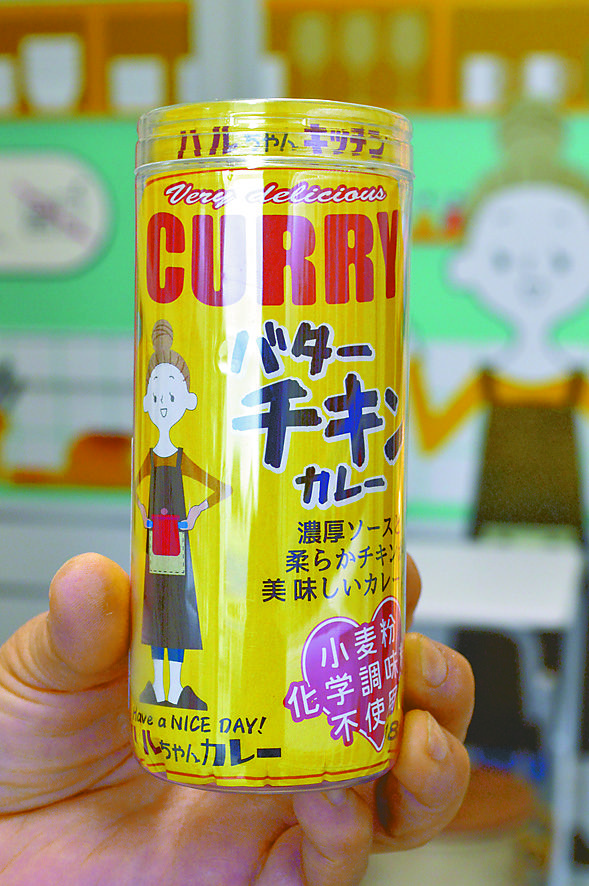 ハルちゃんキッチン
Very delicious
CURRY
バター
チキン
カレー
濃厚ソースと
柔らかチキン
美味しいカレー
小麦粉
化学調味
不使用
Have a NICE DAY!
ハルちゃんカレー